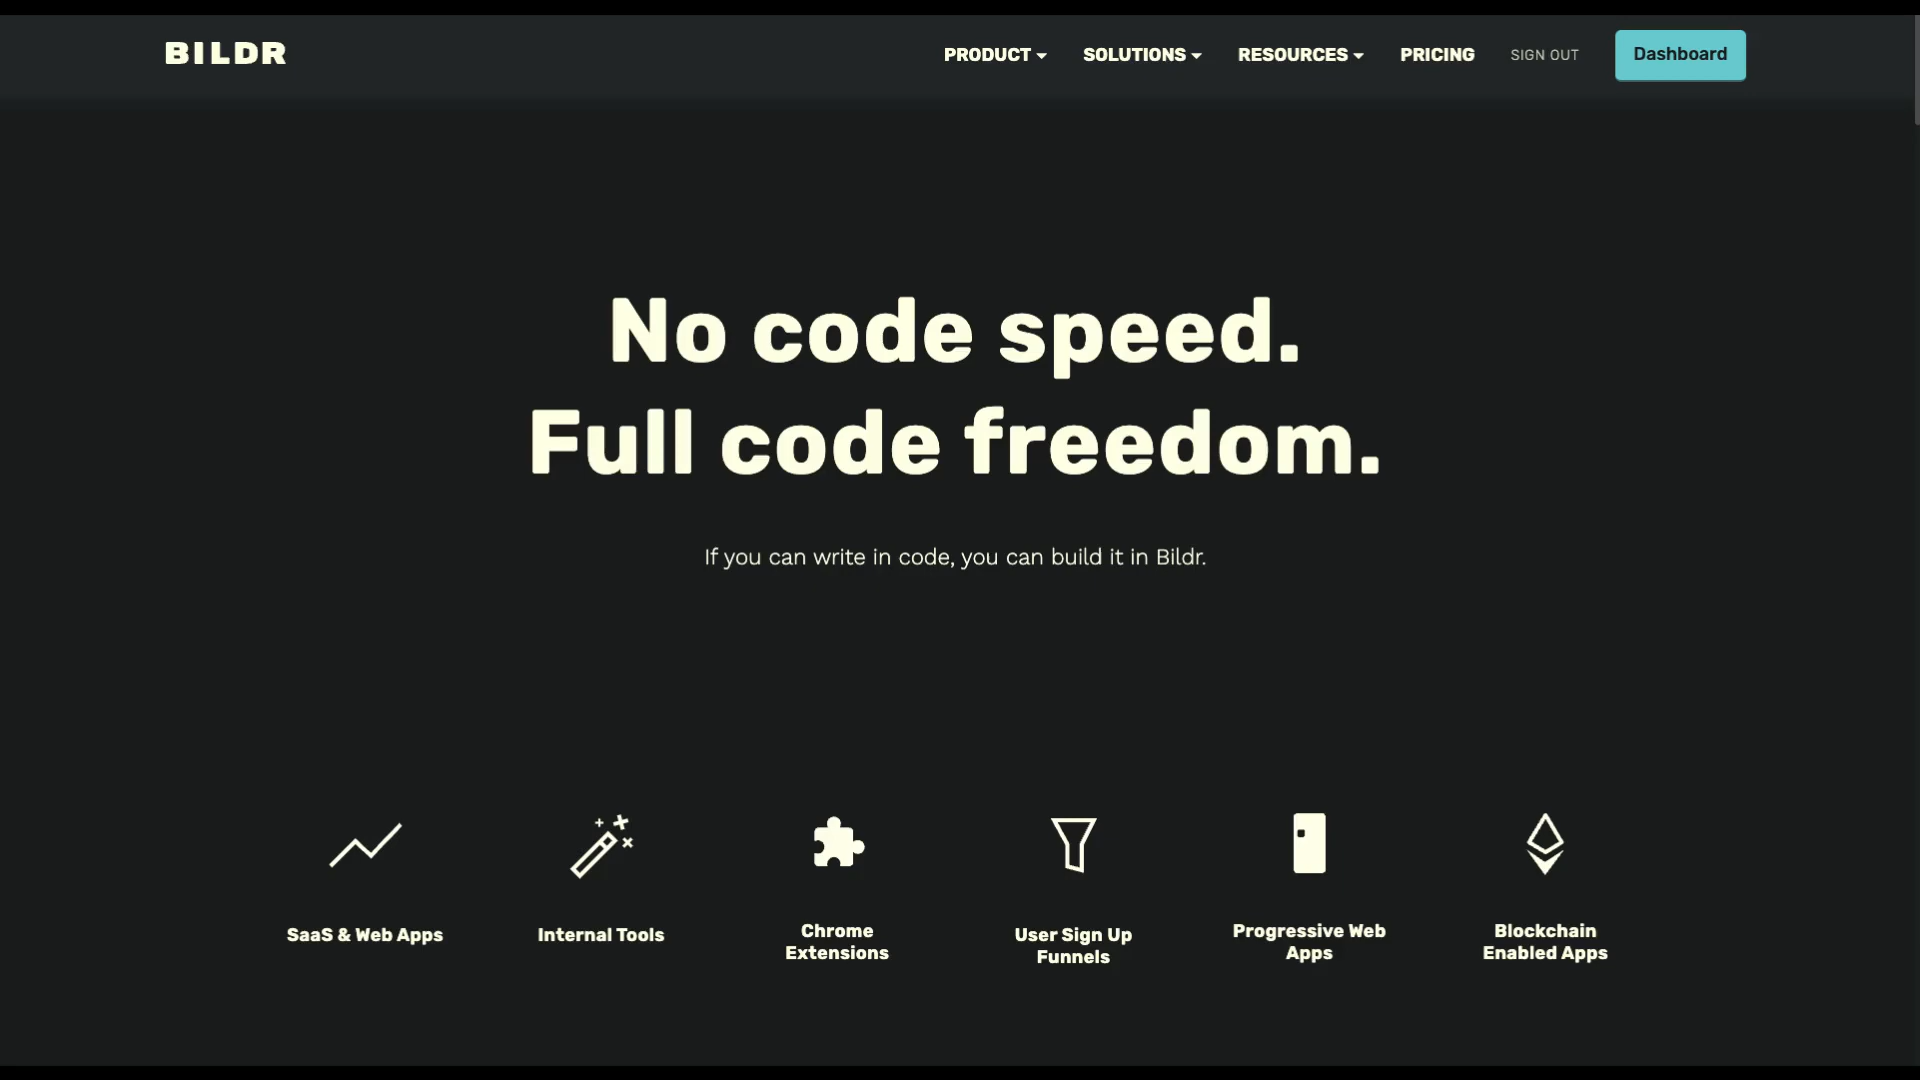 BILDR
PRODUCT
SOLUTIONS
RESOURCES
PRICING
SIGN OUT
Dashboard
No code speed.
Full code freedom.
If you can write in code, you can build it in Bildr.
SaaS & Web Apps
Internal Tools
Chrome
Extensions
User Sign Up
Funnels
Progressive Web
Apps
Blockchain
Enabled Apps